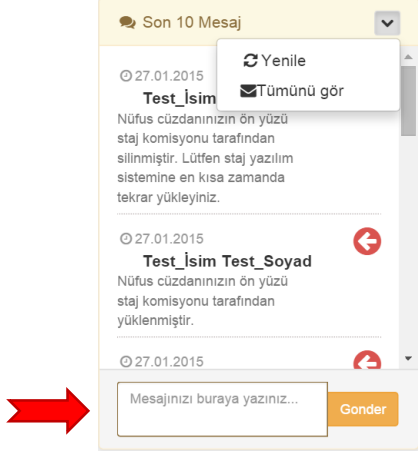 Son 10 Mesaj
Yenile
Tümünü gör
27.01.2015
Test_İsim
Nüfus cüzdanınızın ön yüzü
staj komisyonu tarafından
silinmiştir. Lütfen staj yazılım
sistemine en kısa zamanda
tekrar yükleyiniz.
27.01.2015
Test_İsim Test_Soyad
Nüfus cüzdanınızın ön yüzü
staj komisyonu tarafından
yüklenmiştir.
27.01.2015
Mesajınızı buraya yazınız...
Gonder